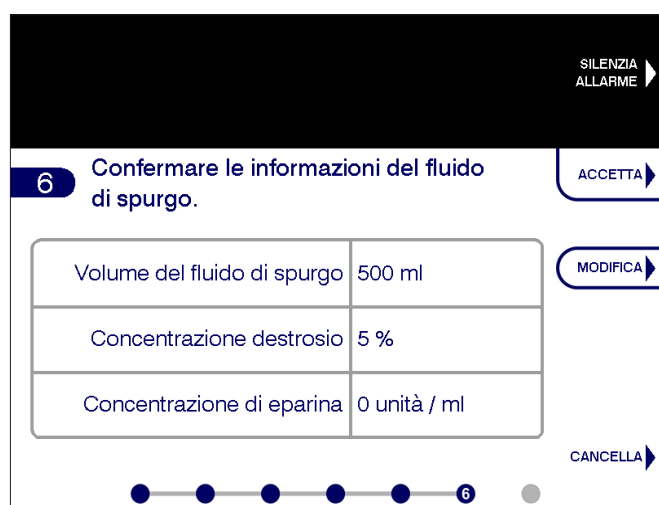 SILENZIA
ALLARME
6
Confermare le informazioni del fluido
di spurgo.
ACCETTA
Volume del fluido di spurgo 500 ml
MODIFICA
Concentrazione destrosio 5 %
Concentrazione di eparina 0 unità / ml
CANCELLA
6